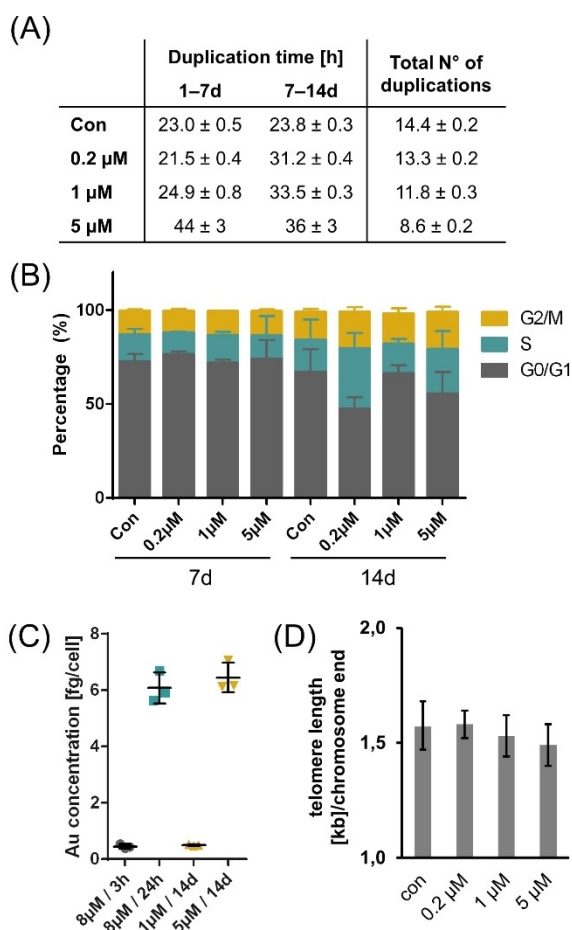 (A)
Duplication time [h] Total N° of duplications
1–7d 7–14d
Con 23.0 ± 0.5 23.8 ± 0.3 14.4 ± 0.2
0.2 µM 21.5 ± 0.4 31.2 ± 0.4 13.3 ± 0.2
1 µM 24.9 ± 0.8 33.5 ± 0.3 11.8 ± 0.3
5 µM 44 ± 3 36 ± 3 8.6 ± 0.2
(B)
Percentage (%)
100
50
0
G2/M
S
G0/G1
Con 0.2µM 1µM 5µM Con 0.2µM 1µM 5µM
7d 14d
(C)
Au concentration [fg/cell]
8
6
4
2
0
8µM / 3h 8µM / 24h 1µM / 14d 5µM / 14d
(D)
telomere length
[kb]/chromosome end
2,0
1,5
1,0
con 0.2 µM 1 µM 5 µM